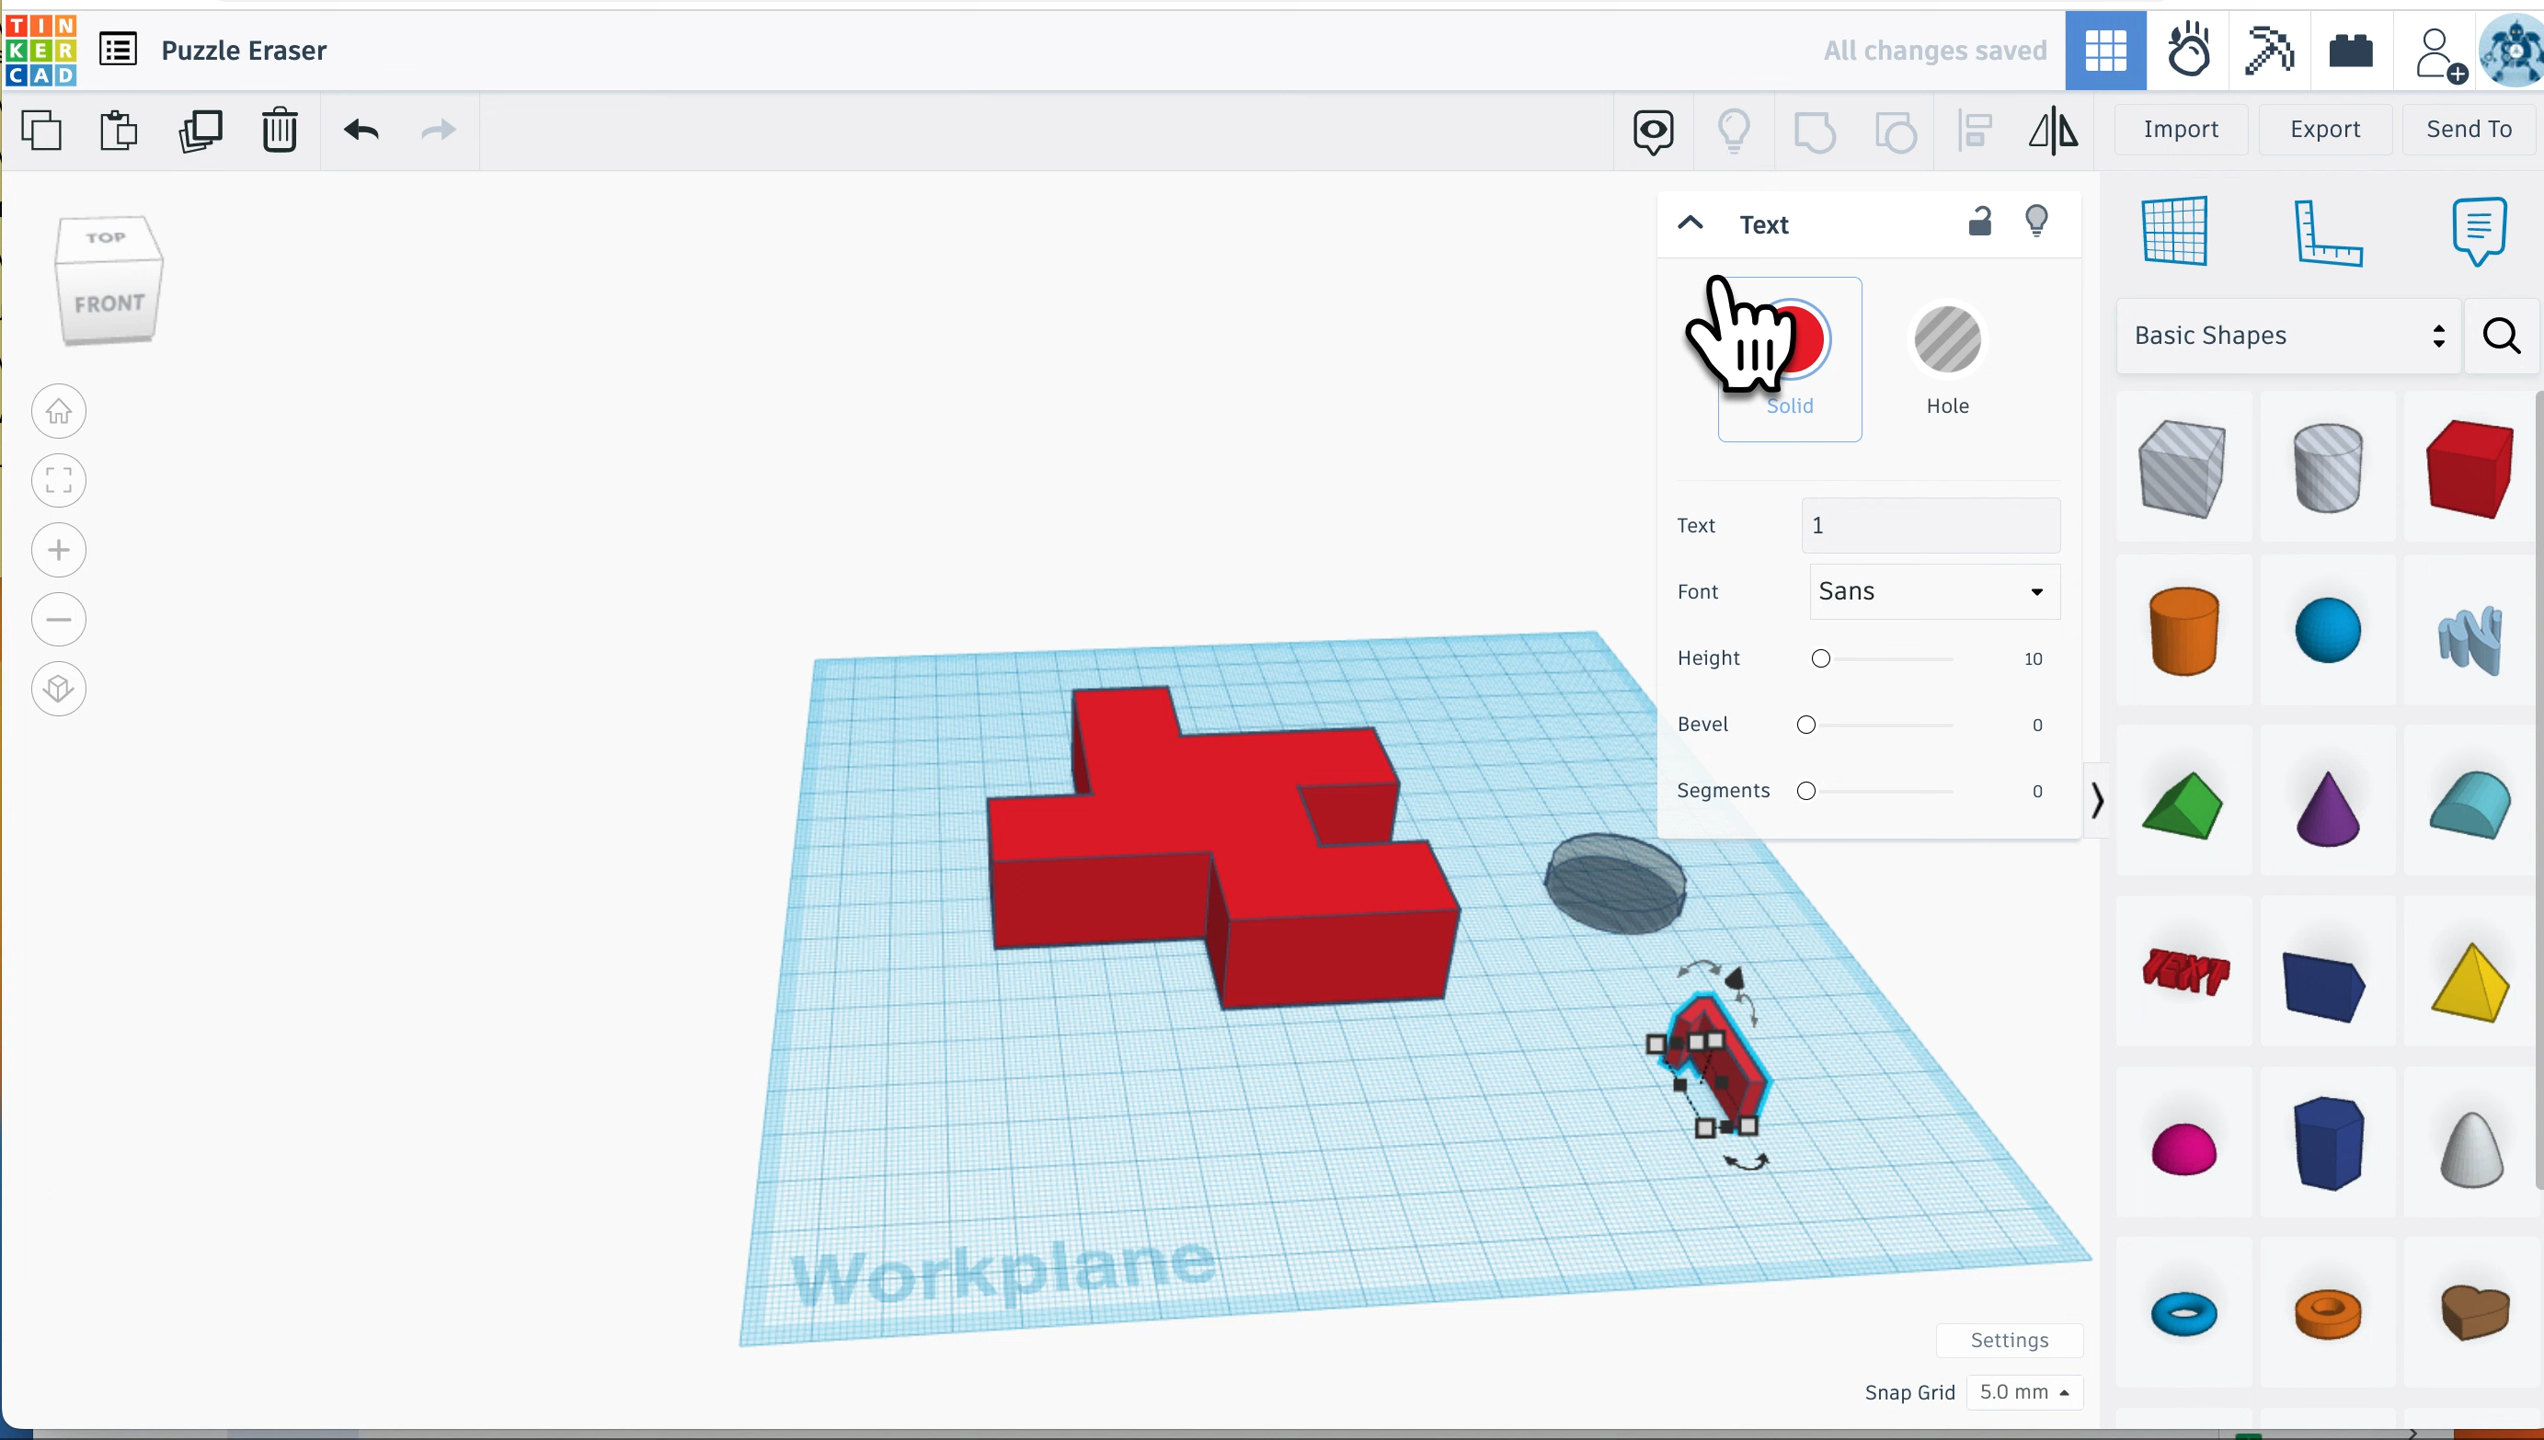 TIN
KER
CAD
Puzzle Eraser
All changes saved
Import
Export
Send To
TOP
FRONT
Text
Solid
Hole
Text 1
Font Sans
Height 10
Bevel 0
Segments 0
Basic Shapes
TEXT
Workplane
Settings
Snap Grid 5.0 mm